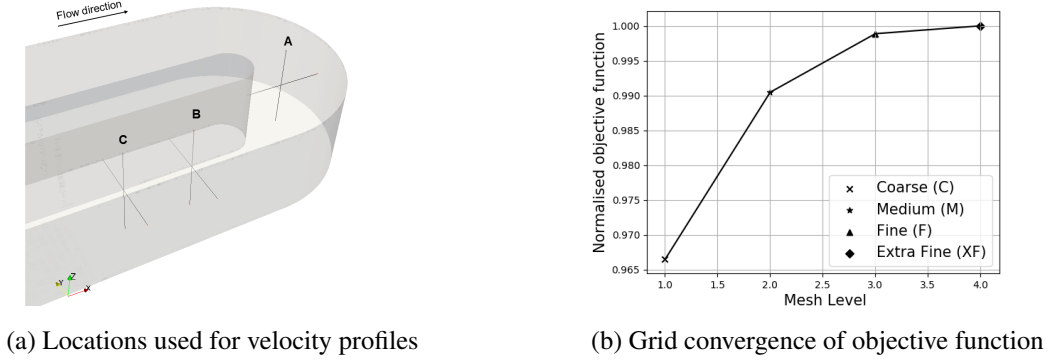 Flow direction
A
B
C
Z
Y
X
(a) Locations used for velocity profiles
1.000
0.995
0.990
0.985
0.980
0.975
0.970
0.965
Normalised objective function
Coarse (C)
Medium (M)
Fine (F)
Extra Fine (XF)
1.0 1.5 2.0 2.5 3.0 3.5 4.0
Mesh Level
(b) Grid convergence of objective function